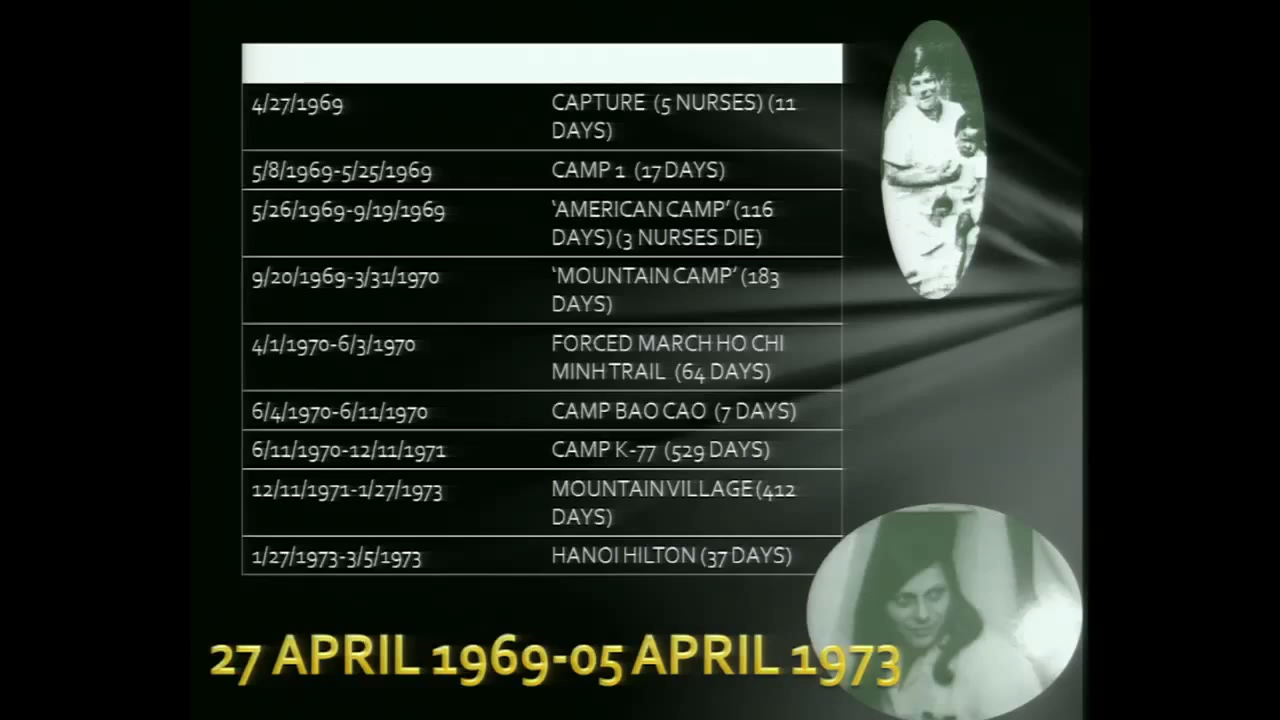 4/27/1969 CAPTURE (5 NURSES) (11
DAYS)
5/8/1969-5/25/1969 CAMP 1 (17 DAYS)
5/26/1969-9/19/1969 ‘AMERICAN CAMP’ (116
DAYS) (3 NURSES DIE)
9/20/1969-3/31/1970 ‘MOUNTAIN CAMP’ (183
DAYS)
4/1/1970-6/3/1970 FORCED MARCH HO CHI
MINH TRAIL (64 DAYS)
6/4/1970-6/11/1970 CAMP BAO CAO (7 DAYS)
6/11/1970-12/11/1971 CAMP K-77 (529 DAYS)
12/11/1971-1/27/1973 MOUNTAIN VILLAGE (412
DAYS)
1/27/1973-3/5/1973 HANOI HILTON (37 DAYS)
27 APRIL 1969-05 APRIL 1973